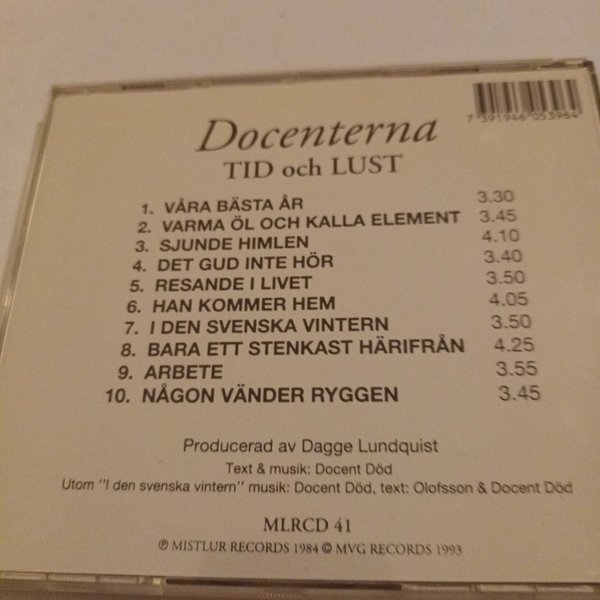 7 391946 053964
Docenterna
TID och LUST
1. VÅRA BÄSTA ÅR 3.30
2. VARMA ÖL OCH KALLA ELEMENT 3.45
3. SJUNDE HIMLEN 4.10
4. DET GUD INTE HÖR 3.40
5. RESANDE I LIVET 3.50
6. HAN KOMMER HEM 4.05
7. I DEN SVENSKA VINTERN 3.50
8. BARA ETT STENKAST HÄRIFRÅN 4.25
9. ARBETE 3.55
10. NÅGON VÄNDER RYGGEN 3.45
Producerad av Dagge Lundquist
Text & musik: Docent Död
Utom "I den svenska vintern" musik: Docent Död, text: Olofsson & Docent Död
MLRCD 41
℗ MISTLUR RECORDS 1984 © MVG RECORDS 1993